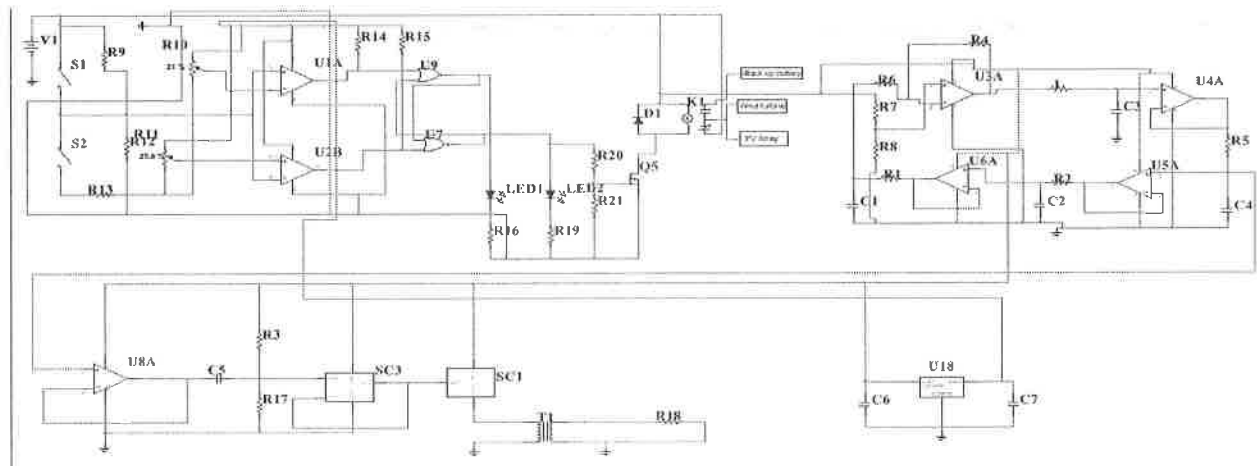 V1
S1
S2
R9
R10
R11
R12
R13
U1A
U2B
R14
R15
U9
U7
LED1
LED2
R16
R19
R20
R21
Q5
D1
K1
Back up battery
Wind turbine
PV Array
R4
R6
R7
R8
R1
C1
U3A
U6A
C3
U4A
R5
R2
C2
U5A
C4
U8A
C5
R3
R17
SC3
SC1
T1
R18
C6
U18
C7